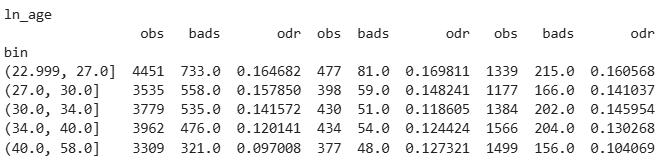 ln_age
obs bads odr obs bads odr obs bads odr
bin
(22.999, 27.0] 4451 733.0 0.164682 477 81.0 0.169811 1339 215.0 0.160568
(27.0, 30.0] 3535 558.0 0.157850 398 59.0 0.148241 1177 166.0 0.141037
(30.0, 34.0] 3779 535.0 0.141572 430 51.0 0.118605 1384 202.0 0.145954
(34.0, 40.0] 3962 476.0 0.120141 434 54.0 0.124424 1566 204.0 0.130268
(40.0, 58.0] 3309 321.0 0.097008 377 48.0 0.127321 1499 156.0 0.104069